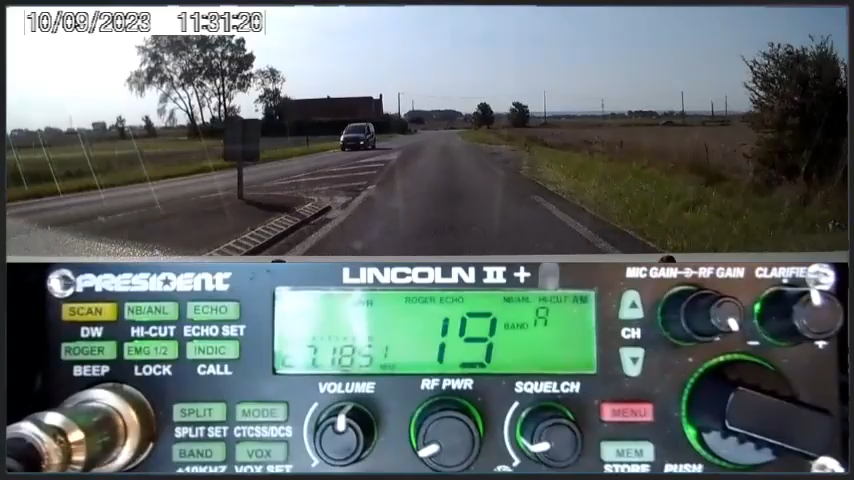 10/09/2023 11:31:20
PRESIDENT
LINCOLN II +
MIC GAIN RF GAIN CLARIFIER
SCAN NB/ANL ECHO
DW HI-CUT ECHO SET
ROGER EMG 1/2 INDIC
BEEP LOCK CALL
ROGER ECHO NB/ANL HI-CUT AM
19 BAND A
27.185
CH
VOLUME RF PWR SQUELCH
SPLIT MODE
SPLIT SET CTCSS/DCS
BAND VOX
+10KHZ VOX SET
MENU
MEM
STORE PUSH